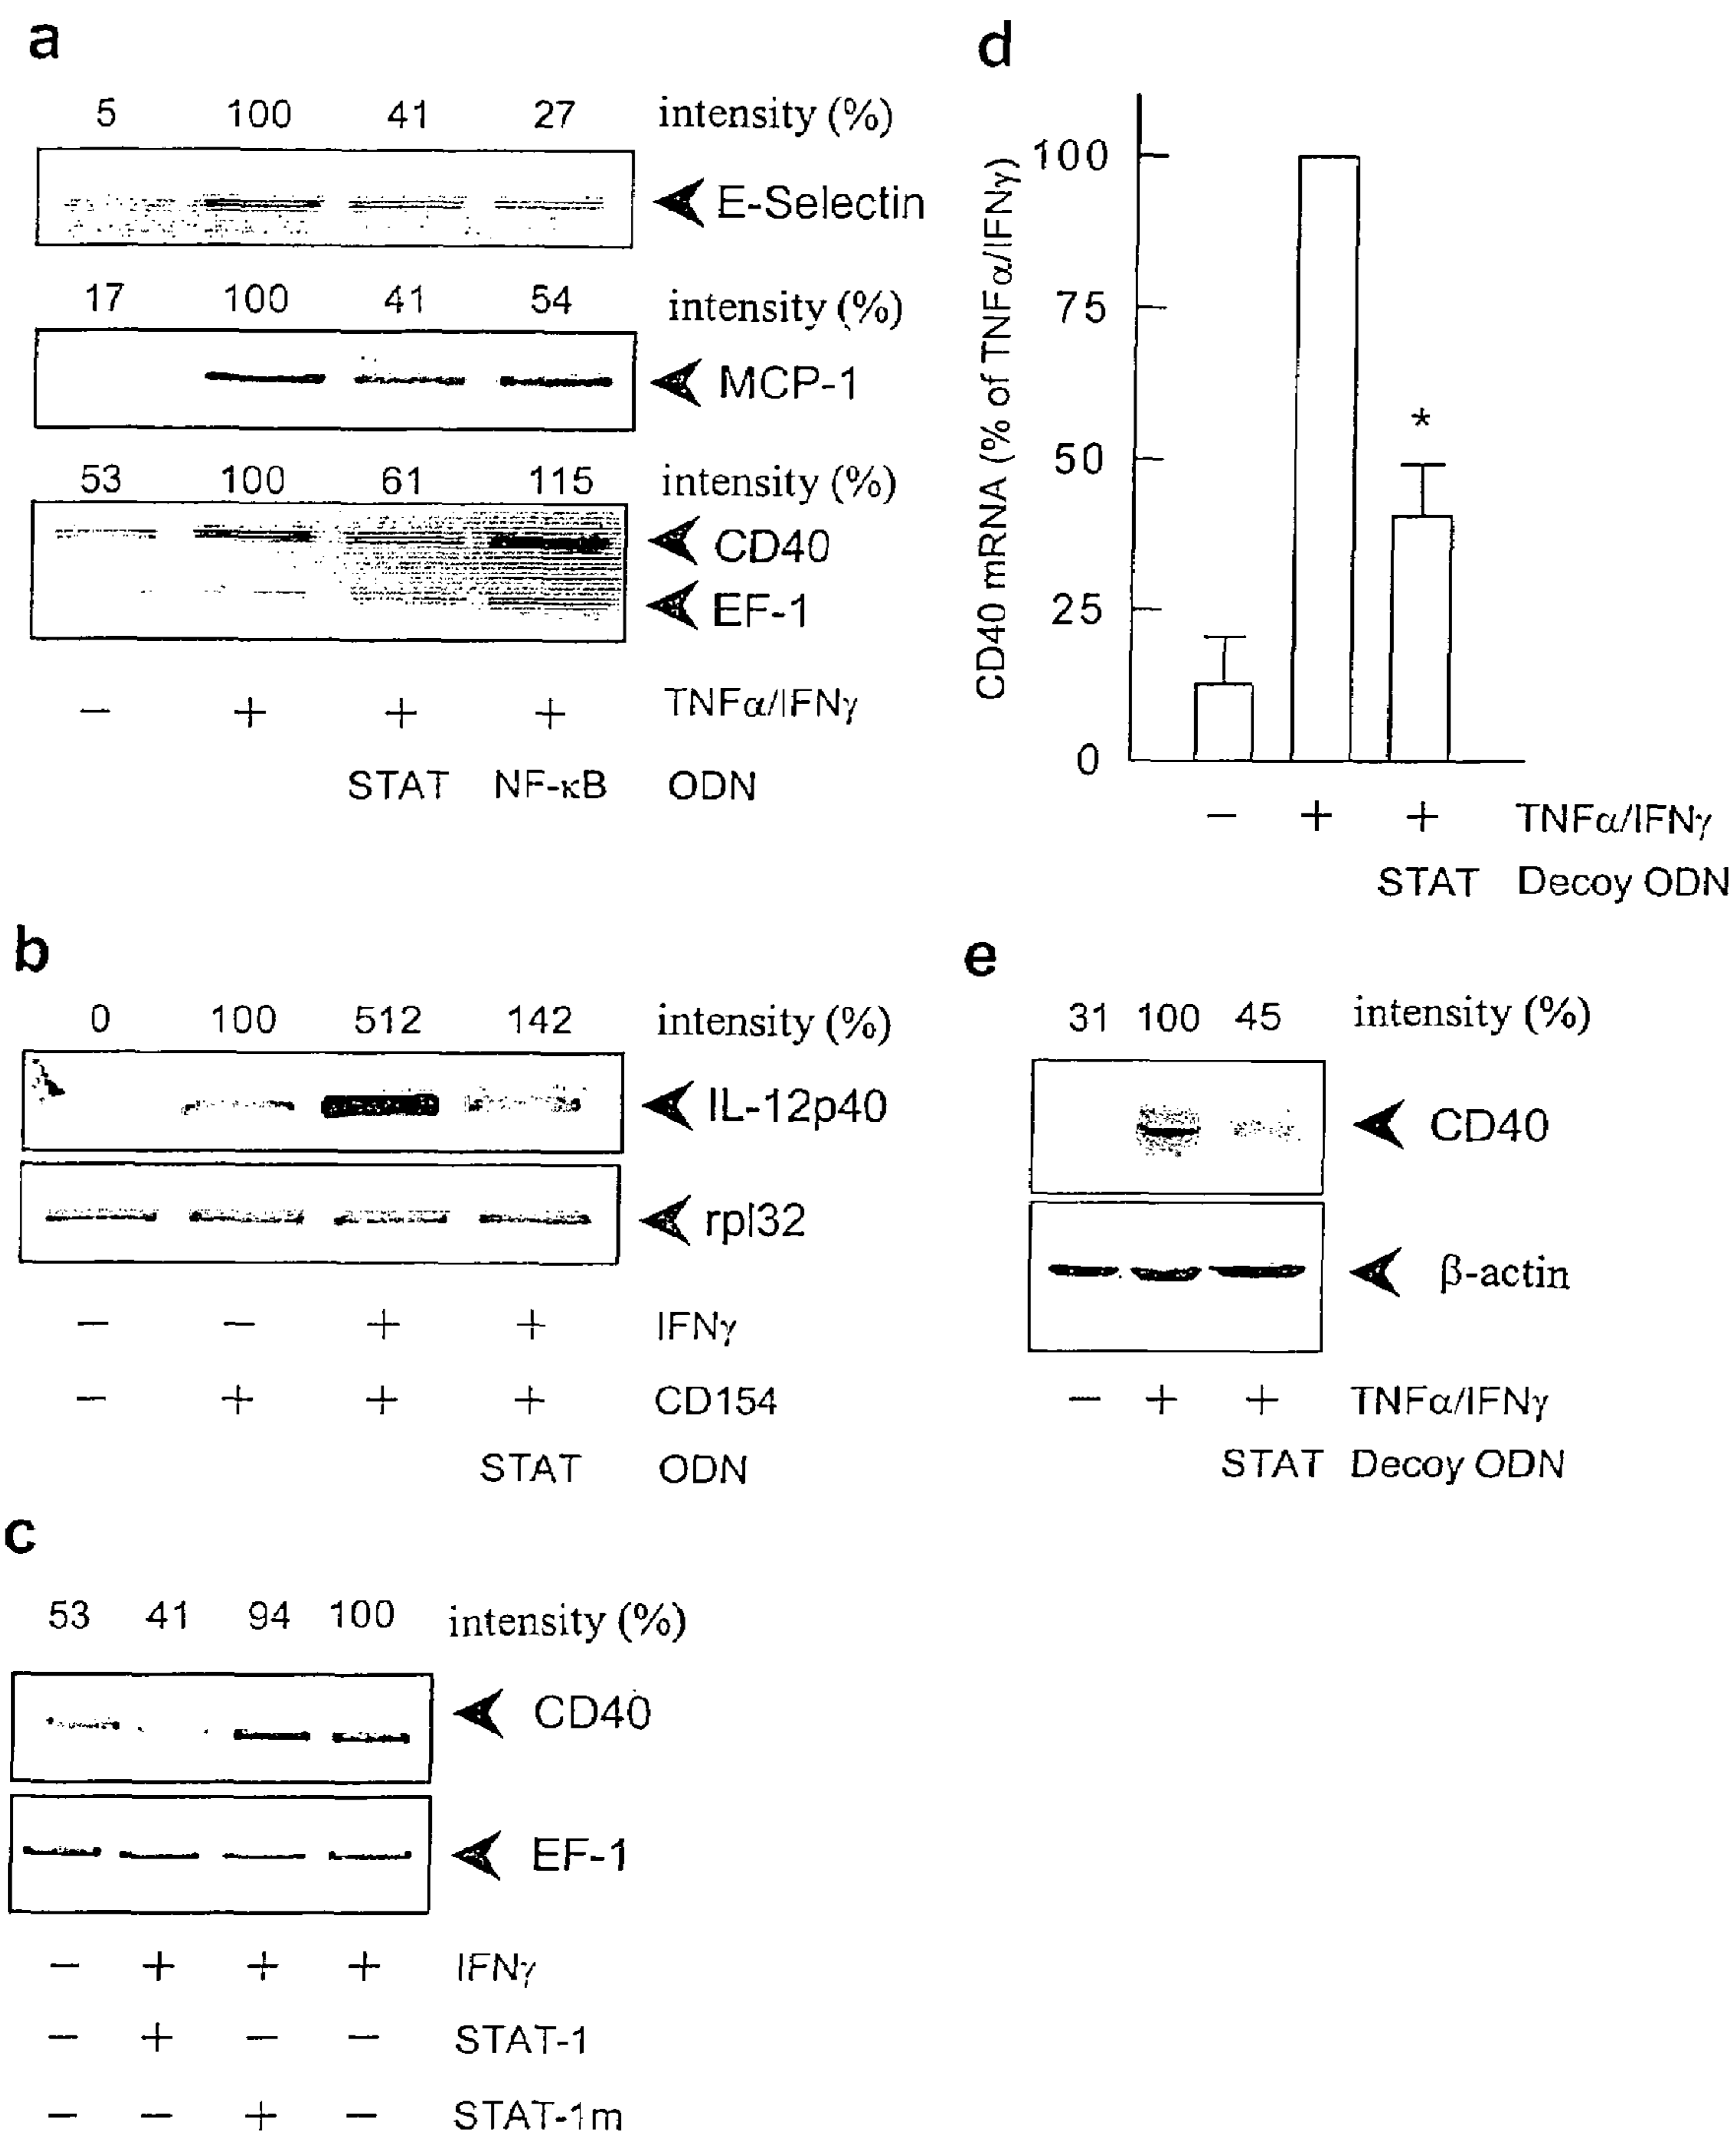 a
5 100 41 27 intensity (%)
E-Selectin
17 100 41 54 intensity (%)
MCP-1
53 100 61 115 intensity (%)
CD40
EF-1
− + + + TNFα/IFNγ
STAT NF-κB ODN
b
0 100 512 142 intensity (%)
IL-12p40
rpl32
− − + + IFNγ
− + + + CD154
STAT ODN
c
53 41 94 100 intensity (%)
CD40
EF-1
− + + + IFNγ
− + − − STAT-1
− − + − STAT-1m
d
CD40 mRNA (% of TNFα/IFNγ)
100
75
*
50
25
0
− + + TNFα/IFNγ
STAT Decoy ODN
e
31 100 45 intensity (%)
CD40
β-actin
− + + TNFα/IFNγ
STAT Decoy ODN